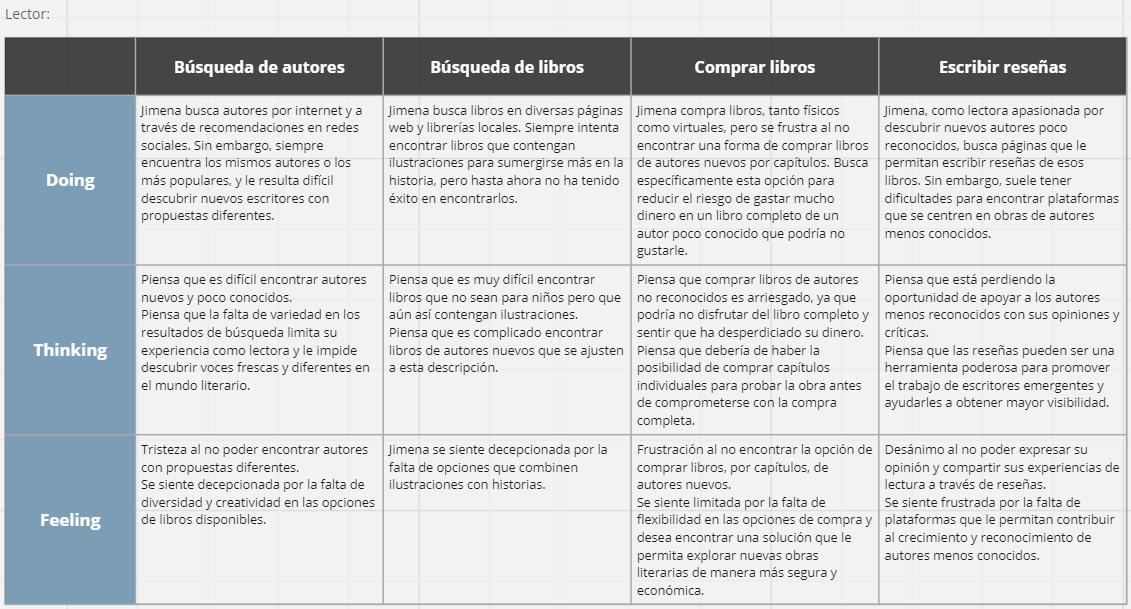 Lector:
Búsqueda de autores
Búsqueda de libros
Comprar libros
Escribir reseñas
Doing
Jimena busca autores por internet y a
través de recomendaciones en redes
sociales. Sin embargo, siempre
encuentra los mismos autores o los
más populares, y le resulta difícil
descubrir nuevos escritores con
propuestas diferentes.
Jimena busca libros en diversas páginas
web y librerías locales. Siempre intenta
encontrar libros que contengan
ilustraciones para sumergirse más en la
historia, pero hasta ahora no ha tenido
éxito en encontrarlos.
Jimena compra libros, tanto físicos
como virtuales, pero se frustra al no
encontrar una forma de comprar libros
de autores nuevos por capítulos. Busca
específicamente esta opción para
reducir el riesgo de gastar mucho
dinero en un libro completo de un
autor poco conocido que podría no
gustarle.
Jimena, como lectora apasionada por
descubrir nuevos autores poco
reconocidos, busca páginas que le
permitan escribir reseñas de esos
libros. Sin embargo, suele tener
dificultades para encontrar plataformas
que se centren en obras de autores
menos conocidos.
Thinking
Piensa que es difícil encontrar autores
nuevos y poco conocidos.
Piensa que la falta de variedad en los
resultados de búsqueda limita su
experiencia como lectora y le impide
descubrir voces frescas y diferentes en
el mundo literario.
Piensa que es muy difícil encontrar
libros que no sean para niños pero que
aún así contengan ilustraciones.
Piensa que es complicado encontrar
libros de autores nuevos que se ajusten
a esta descripción.
Piensa que comprar libros de autores
no reconocidos es arriesgado, ya que
podría no disfrutar del libro completo y
sentir que ha desperdiciado su dinero.
Piensa que debería de haber la
posibilidad de comprar capítulos
individuales para probar la obra antes
de comprometerse con la compra
completa.
Piensa que está perdiendo la
oportunidad de apoyar a los autores
menos reconocidos con sus opiniones y
críticas.
Piensa que las reseñas pueden ser una
herramienta poderosa para promover
el trabajo de escritores emergentes y
ayudarles a obtener mayor visibilidad.
Feeling
Tristeza al no poder encontrar autores
con propuestas diferentes.
Se siente decepcionada por la falta de
diversidad y creatividad en las opciones
de libros disponibles.
Jimena se siente decepcionada por la
falta de opciones que combinen
ilustraciones con historias.
Frustración al no encontrar la opción de
comprar libros, por capítulos, de
autores nuevos.
Se siente limitada por la falta de
flexibilidad en las opciones de compra y
desea encontrar una solución que le
permita explorar nuevas obras
literarias de manera más segura y
económica.
Desánimo al no poder expresar su
opinión y compartir sus experiencias de
lectura a través de reseñas.
Se siente frustrada por la falta de
plataformas que le permitan contribuir
al crecimiento y reconocimiento de
autores menos conocidos.